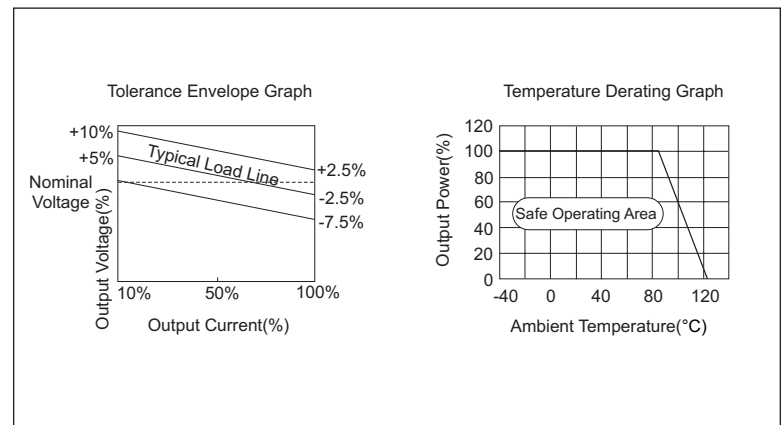 Tolerance Envelope Graph
+10%
+5%
Nominal
Voltage
Output Voltage(%)
Typical Load Line
+2.5%
-2.5%
-7.5%
10%
50%
100%
Output Current(%)
Temperature Derating Graph
Output Power(%)
120
100
80
60
40
20
0
Safe Operating Area
-40
0
40
80
120
Ambient Temperature(°C)